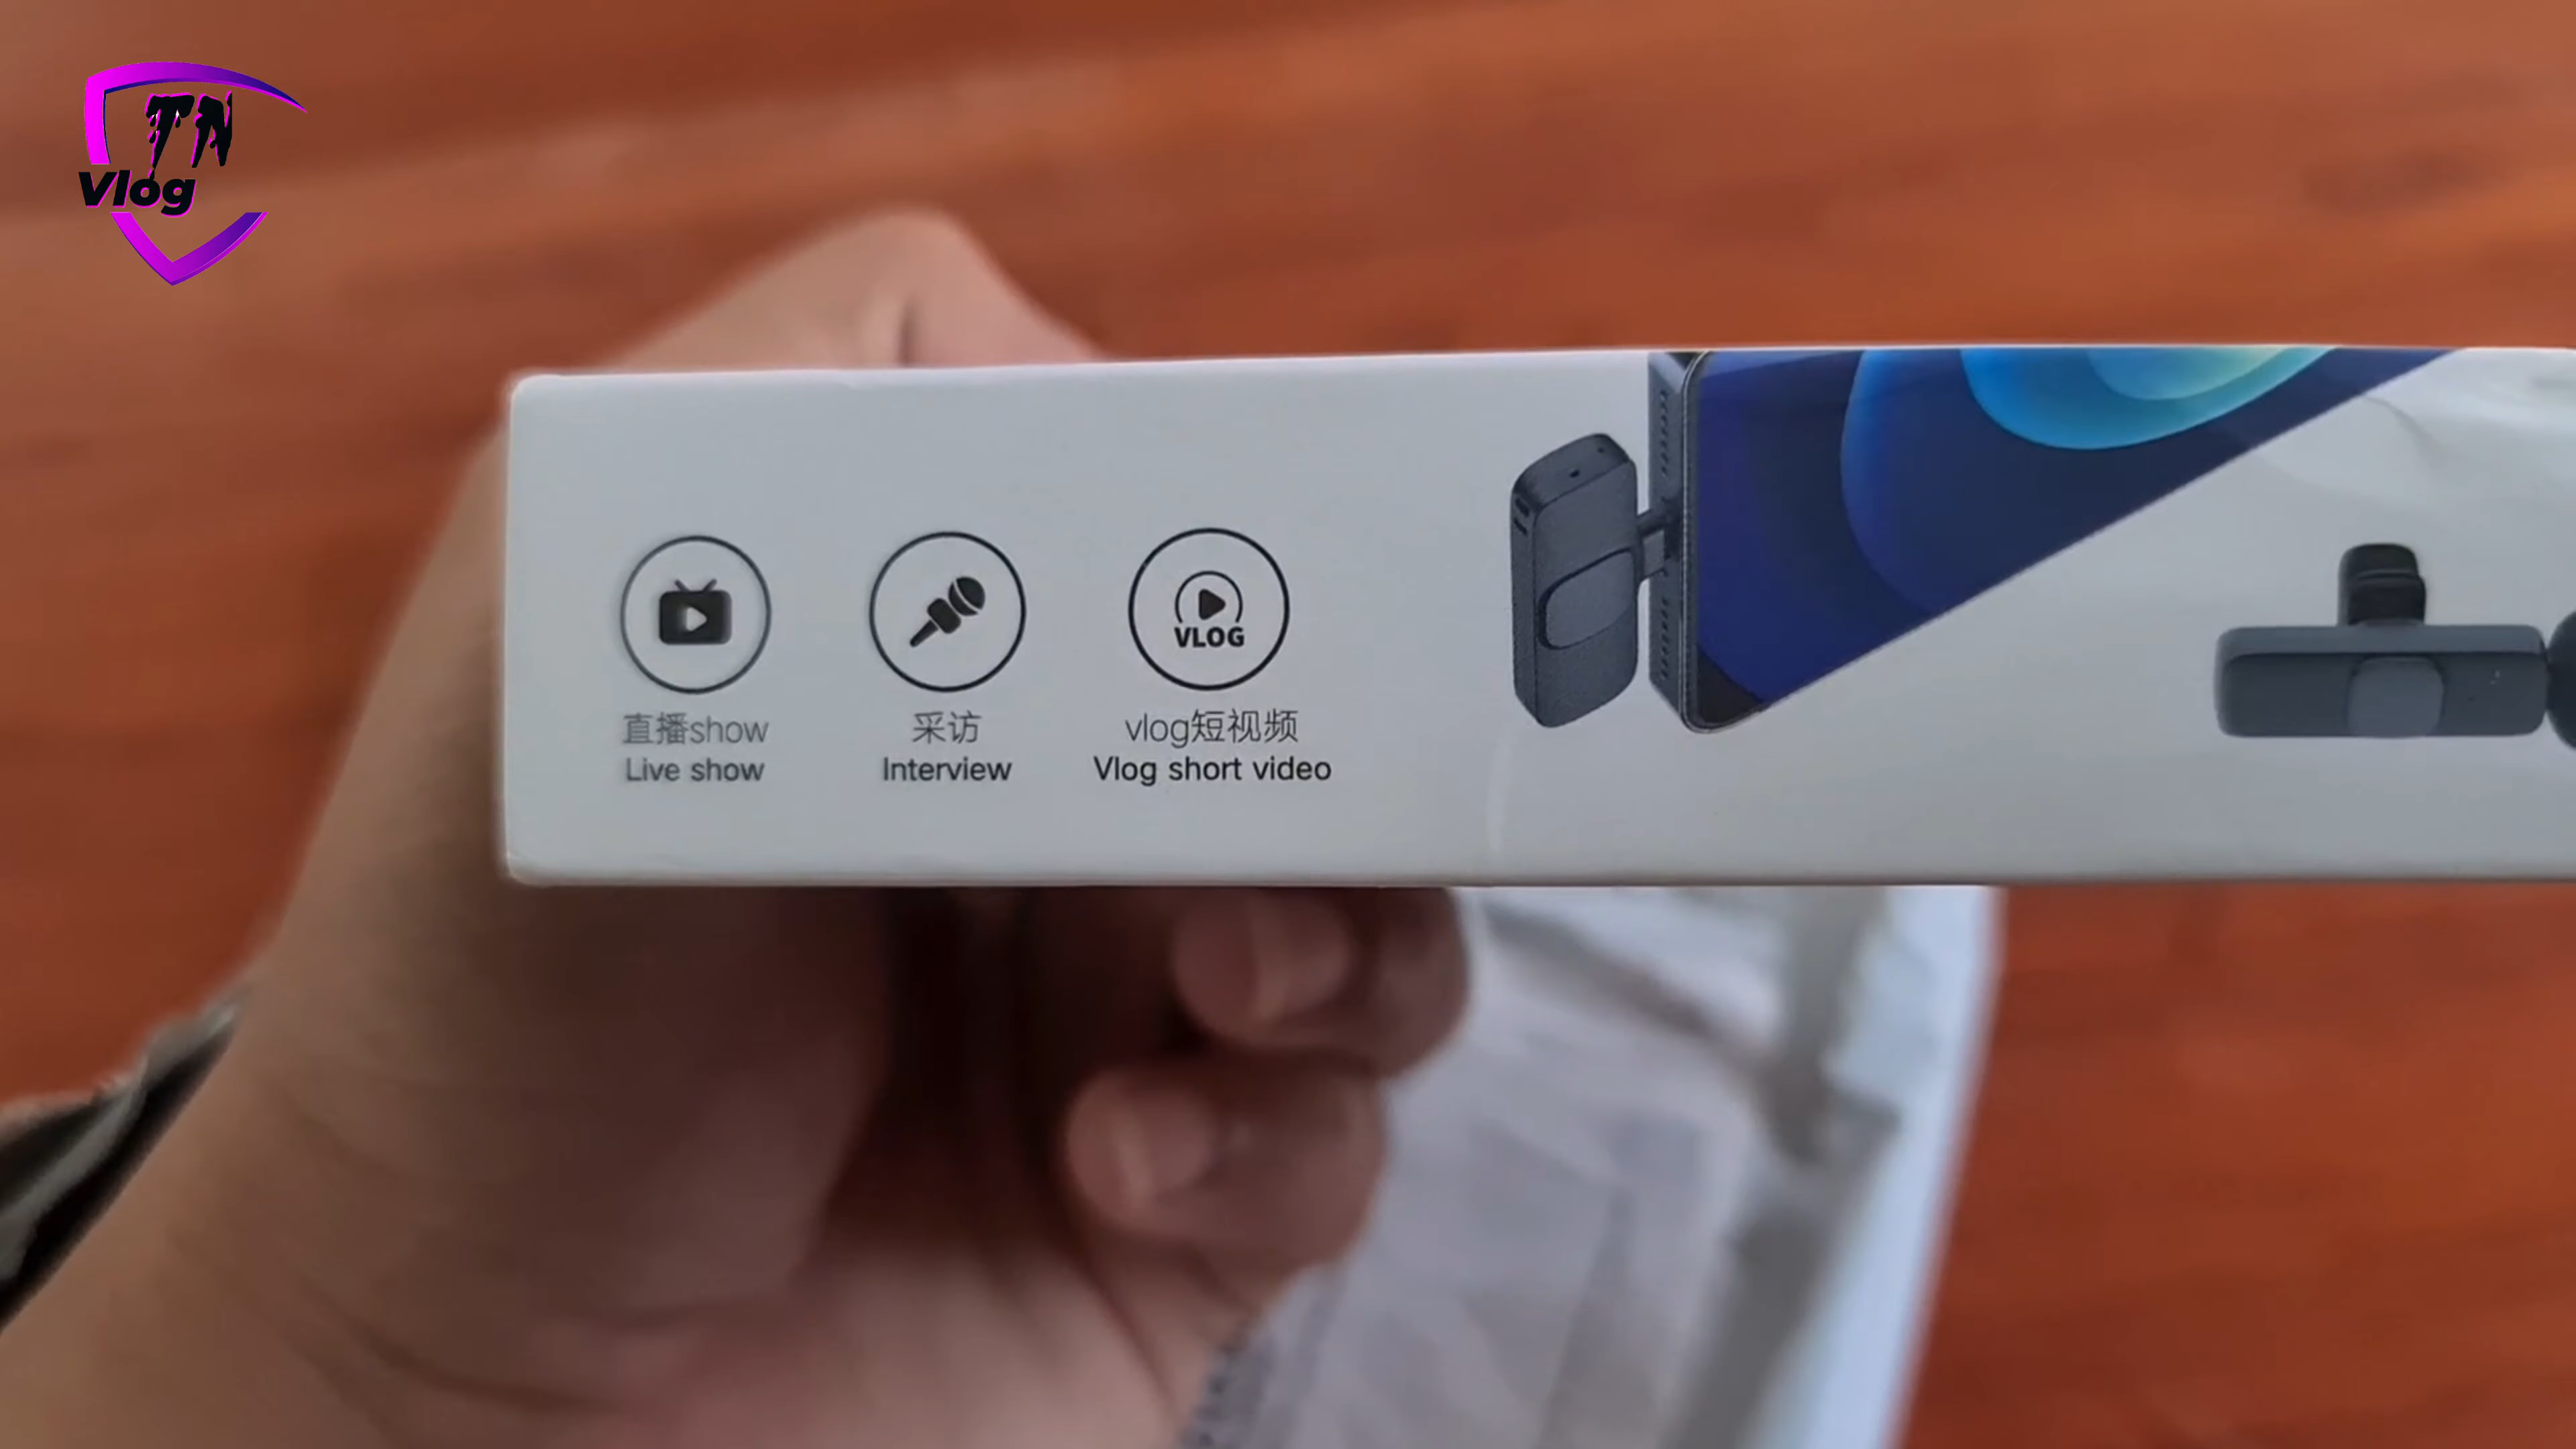 TN
Vlog
VLOG
直播show
Live show
采访
Interview
vlog短视频
Vlog short video